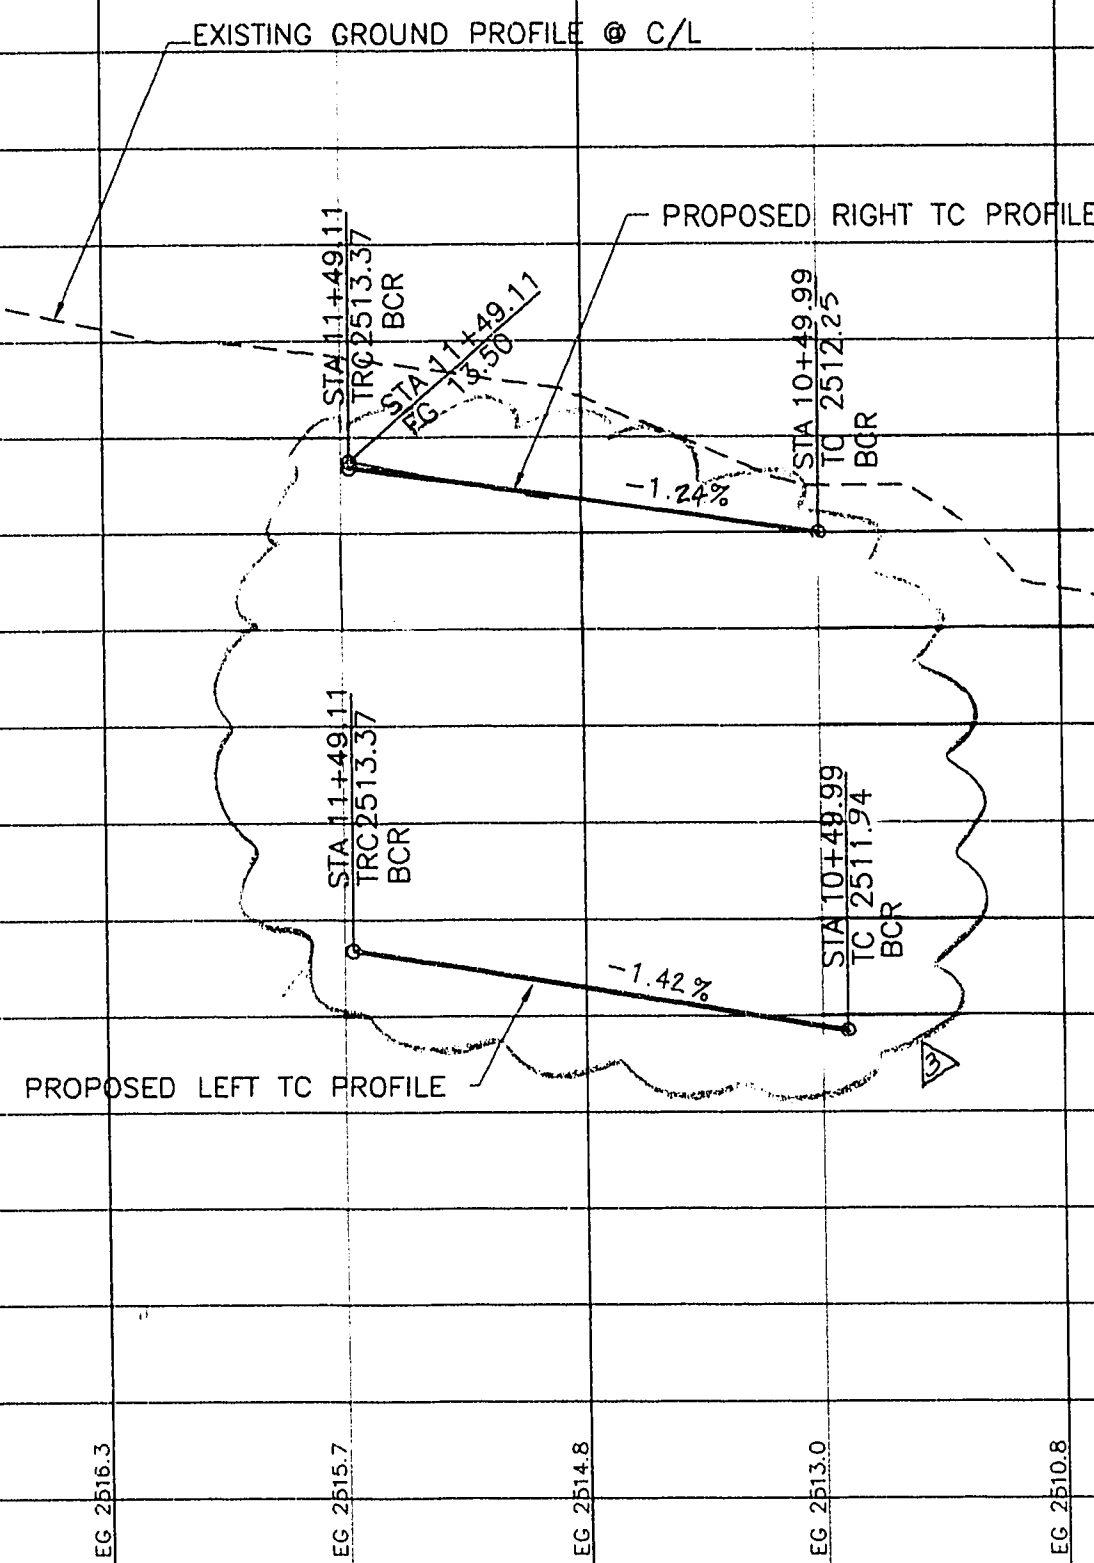 EXISTING GROUND PROFILE @ C/L
PROPOSED RIGHT TC PROFILE
STA 11+49.11
TRC 2513.37
BCR
STA 11+49.11
FG 13.50
STA 10+49.99
TC 2512.25
BCR
-1.24%
STA 11+49.11
TRC 2513.37
BCR
STA 10+49.99
TC 2511.94
BCR
-1.42%
PROPOSED LEFT TC PROFILE
3
EG 2516.3
EG 2515.7
EG 2514.8
EG 2513.0
EG 2510.8